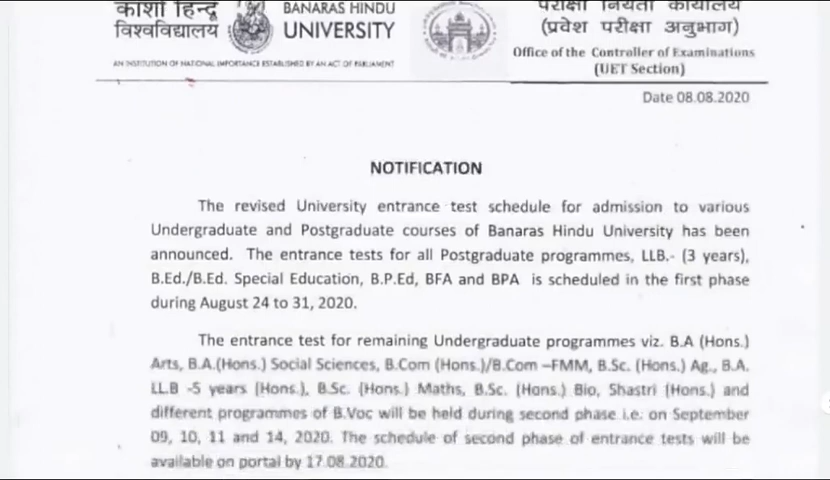 काशी हिन्दू
विश्वविद्यालय
BANARAS HINDU
UNIVERSITY
AN INSTITUTION OF NATIONAL IMPORTANCE ESTABLISHED BY AN ACT OF PARLIAMENT
परीक्षा नियंता कार्यालय
(प्रवेश परीक्षा अनुभाग)
Office of the Controller of Examinations
(UET Section)
Date 08.08.2020
NOTIFICATION
The revised University entrance test schedule for admission to various
Undergraduate and Postgraduate courses of Banaras Hindu University has been
announced. The entrance tests for all Postgraduate programmes, LLB.- (3 years),
B.Ed./B.Ed. Special Education, B.P.Ed, BFA and BPA is scheduled in the first phase
during August 24 to 31, 2020.
The entrance test for remaining Undergraduate programmes viz. B.A (Hons.)
Arts, B.A.(Hons.) Social Sciences, B.Com (Hons.)/B.Com –FMM, B.Sc. (Hons.) Ag., B.A.
LL.B -5 years (Hons.), B.Sc. (Hons.) Maths, B.Sc. (Hons.) Bio, Shastri (Hons.) and
different programmes of B.Voc will be held during second phase i.e. on September
09, 10, 11 and 14, 2020. The schedule of second phase of entrance tests will be
available on portal by 17.08.2020.